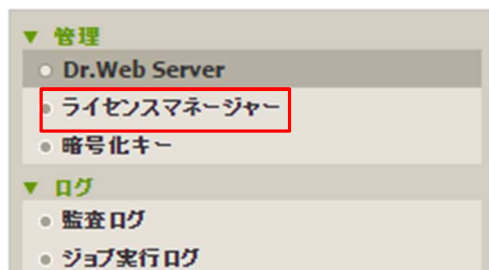 管理
Dr.Web Server
ライセンスマネージャー
暗号化キー
ログ
監査ログ
ジョブ実行ログ